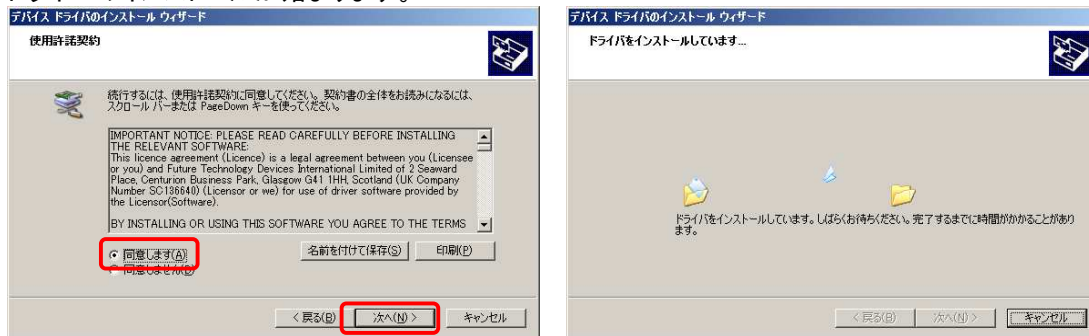 デバイス ドライバのインストール ウィザード
使用許諾契約
続行するには、使用許諾契約に同意してください。契約書の全体をお読みになるには、
スクロール バーまたは PageDown キーを使ってください。
IMPORTANT NOTICE: PLEASE READ CAREFULLY BEFORE INSTALLING
THE RELEVANT SOFTWARE:
This licence agreement (Licence) is a legal agreement between you (Licensee
or you) and Future Technology Devices International Limited of 2 Seaward
Place, Centurion Business Park, Glasgow G41 1HH, Scotland (UK Company
Number SC136640) (Licensor or we) for use of driver software provided by
the Licensor(Software).
BY INSTALLING OR USING THIS SOFTWARE YOU AGREE TO THE TERMS
同意します(A)
同意しません(D)
名前を付けて保存(S)
印刷(P)
< 戻る(B)
次へ(N) >
キャンセル
デバイス ドライバのインストール ウィザード
ドライバをインストールしています...
ドライバをインストールしています。しばらくお待ちください。完了するまでに時間がかかることがあり
ます。
< 戻る(B)
次へ(N) >
キャンセル